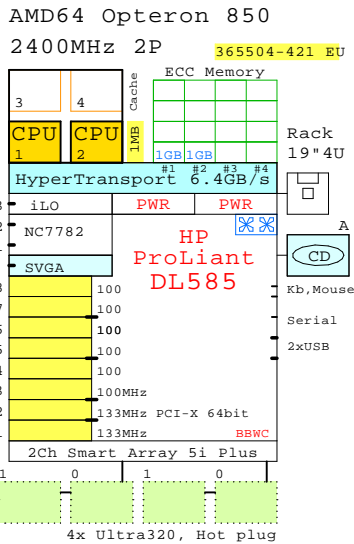 AMD64 Opteron 850
2400MHz 2P
365504-421 EU
ECC Memory
Cache
3 4
CPU CPU
1 2
1MB
1GB 1GB
Rack
19"4U
#1 #2 #3 #4
HyperTransport 6.4GB/s
iLO PWR PWR
NC7782
SVGA
HP
ProLiant
DL585
A
CD
Kb,Mouse
Serial
2xUSB
100
100
100
100
100
100MHz
133MHz PCI-X 64bit
133MHz
BBWC
2Ch Smart Array 5i Plus
1 0 1 0
4x Ultra320, Hot plug